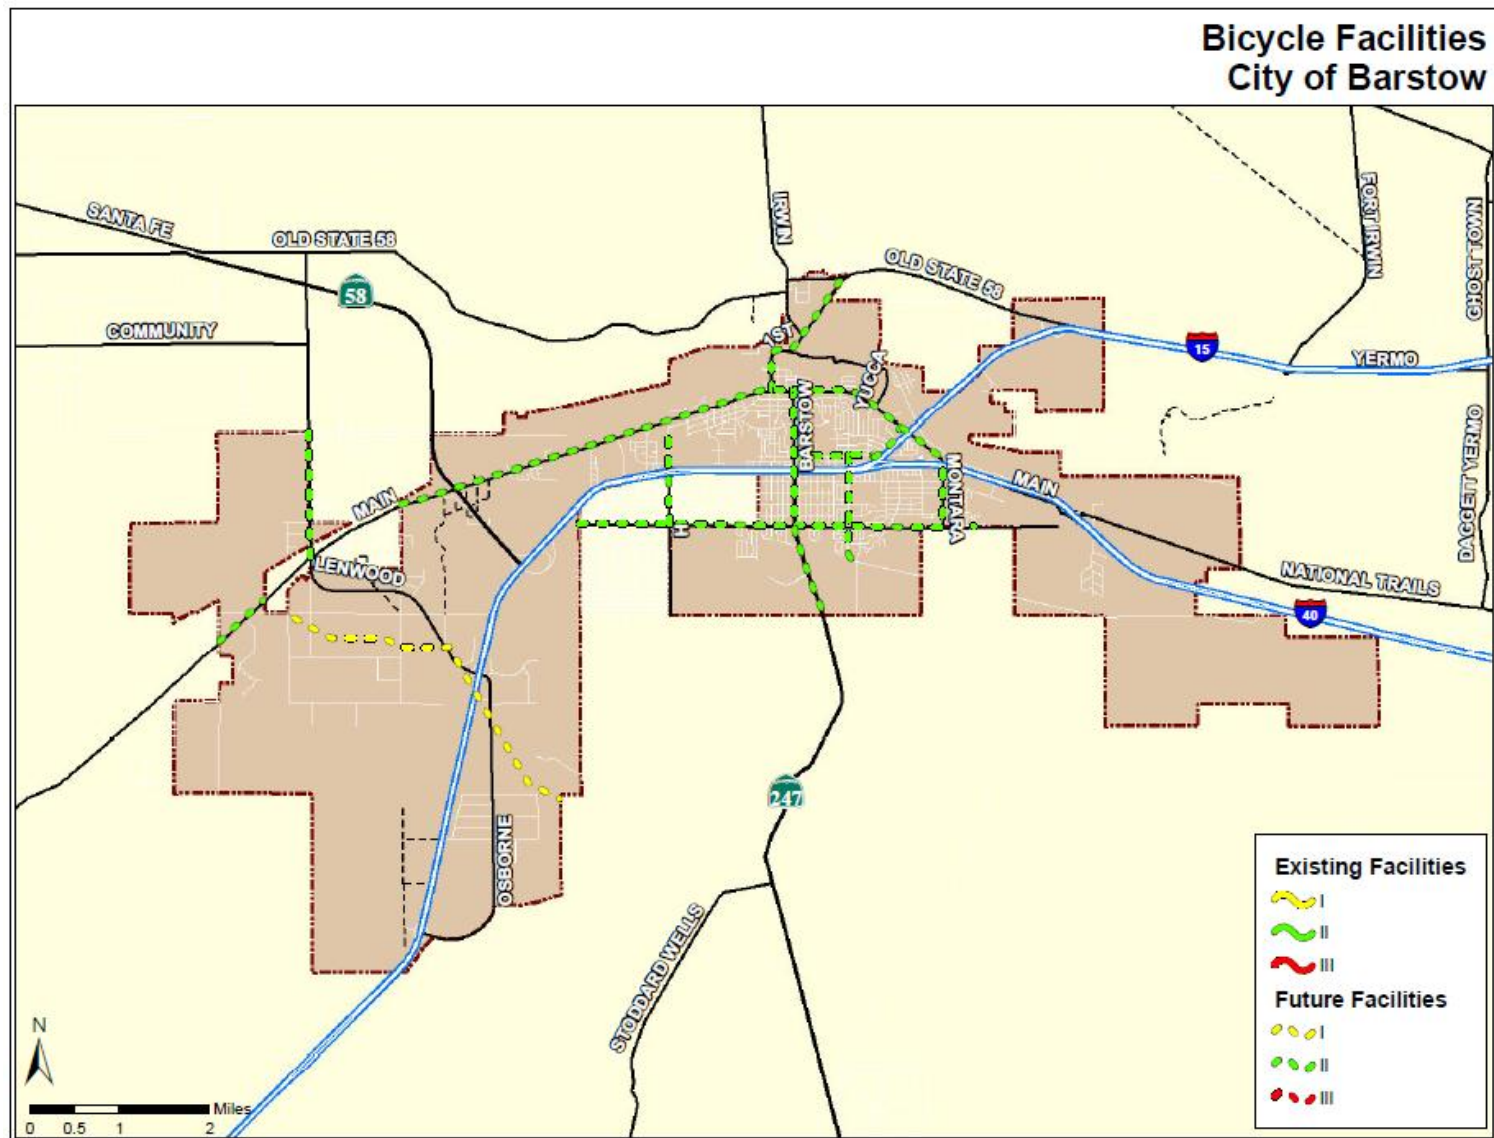 Bicycle Facilities
City of Barstow
SANTA FE
OLD STATE 58
58
COMMUNITY
IRWIN
OLD STATE 58
FORT IRWIN
GHOST TOWN
1ST
15
YERMO
YUCCA
BARSTOW
MAIN
MONTARA
MAIN
DAGGETT YERMO
H
LENWOOD
NATIONAL TRAILS
40
247
OSBORNE
STODDARD WELLS
Existing Facilities
I
II
III
Future Facilities
I
II
III
N
Miles
0 0.5 1 2